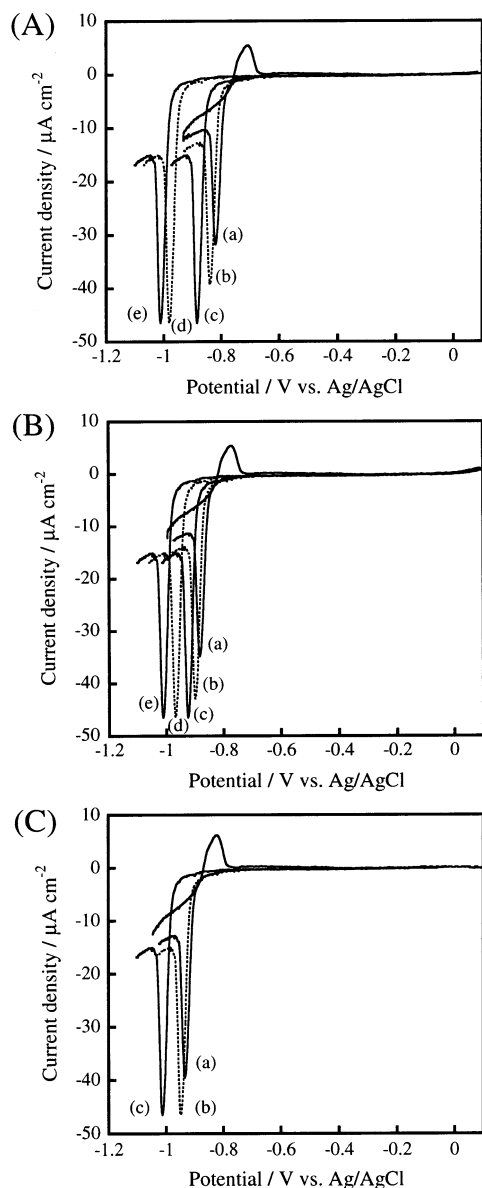 (A)
10
0
-10
-20
-30
-40
-50
Current density / μA cm-2
(a)
(b)
(e) (d) (c)
-1.2 -1 -0.8 -0.6 -0.4 -0.2 0
Potential / V vs. Ag/AgCl
(B)
10
0
-10
-20
-30
-40
-50
Current density / μA cm-2
(a)
(b)
(e) (d) (c)
-1.2 -1 -0.8 -0.6 -0.4 -0.2 0
Potential / V vs. Ag/AgCl
(C)
10
0
-10
-20
-30
-40
-50
Current density / μA cm-2
(a)
(c) (b)
-1.2 -1 -0.8 -0.6 -0.4 -0.2 0
Potential / V vs. Ag/AgCl